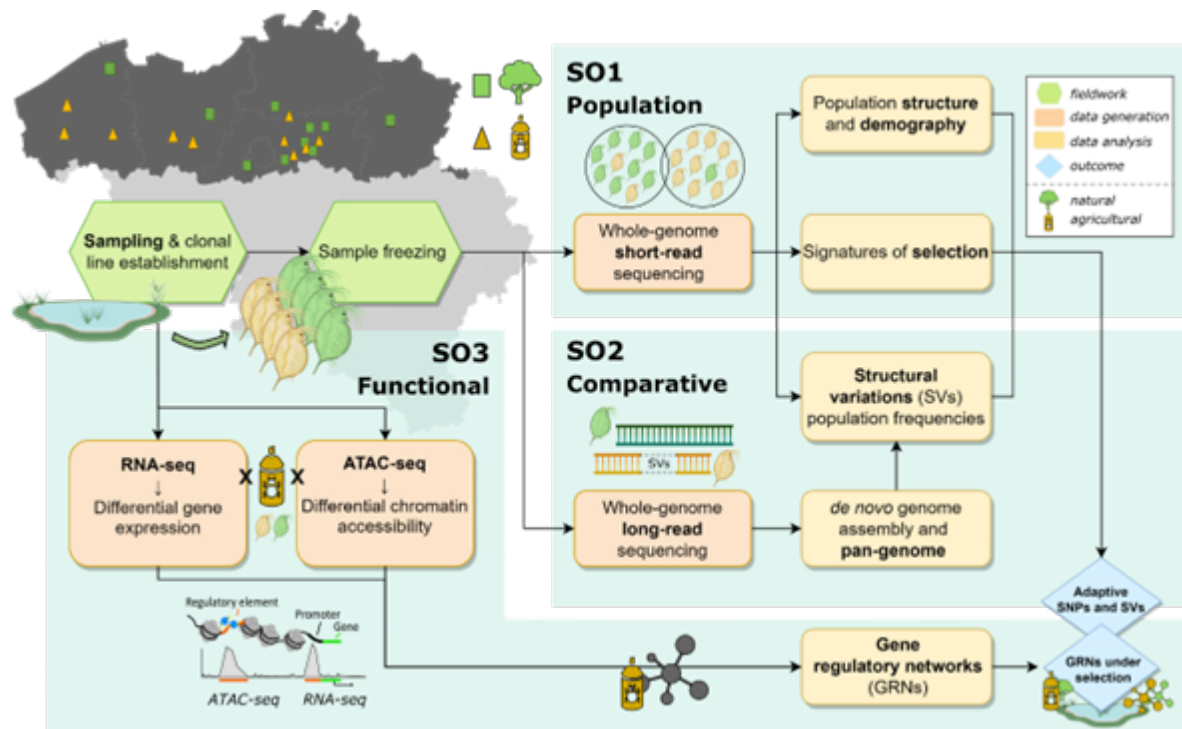 SO1
Population
Population structure
and demography
fieldwork
data generation
data analysis
outcome
natural
agricultural
Sampling & clonal
line establishment
Sample freezing
Whole-genome
short-read
sequencing
Signatures of selection
SO3
Functional
SO2
Comparative
Structural
variations (SVs)
population frequencies
SVs
RNA-seq
↓
Differential gene
expression
X
X
ATAC-seq
↓
Differential chromatin
accessibility
Whole-genome
long-read
sequencing
de novo genome
assembly and
pan-genome
Adaptive
SNPs and SVs
Regulatory element
Promoter
Gene
ATAC-seq
RNA-seq
Gene
regulatory networks
(GRNs)
GRNs under
selection